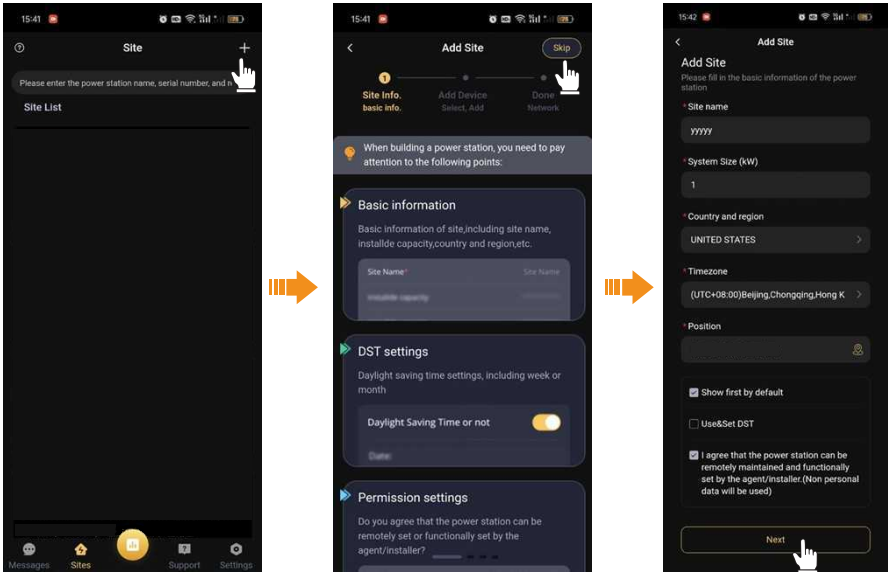 15:41
Site
+
Please enter the power station name, serial number, and n
Site List
Messages
Sites
Support
Settings
15:41
Add Site
Skip
1
Site Info.
basic info.
Add Device
Select, Add
Done
Network
When building a power station, you need to pay
attention to the following points:
Basic information
Basic information of site,including site name,
installde capacity,country and region,etc.
Site Name*
Site Name
installde capacity
DST settings
Daylight saving time settings, including week or
month
Daylight Saving Time or not
Date:
Permission settings
Do you agree that the power station can be
remotely set or functionally set by the
agent/installer?
15:42
Add Site
Add Site
Please fill in the basic information of the power
station
*Site name
yyyyy
*System Size (kW)
1
*Country and region
UNITED STATES
*Timezone
(UTC+08:00)Beijing,Chongqing,Hong K
*Position
Show first by default
Use&Set DST
I agree that the power station can be
remotely maintained and functionally
set by the agent/installer.(Non personal
data will be used)
Next